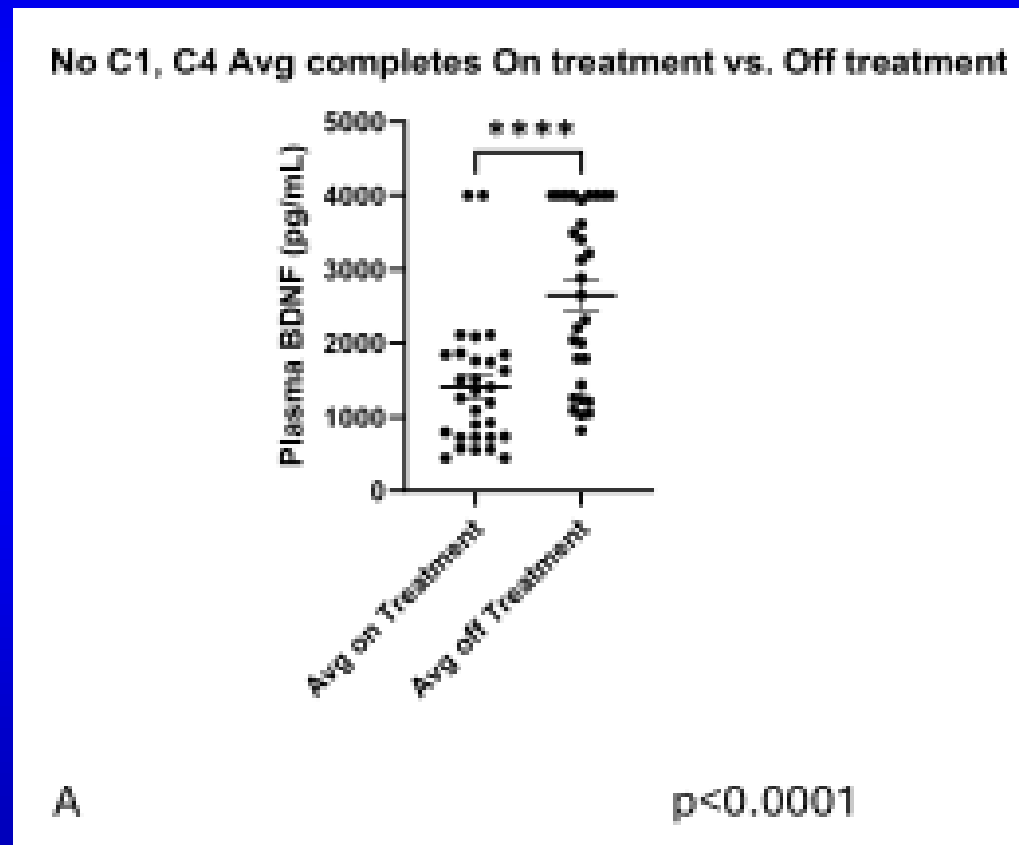 No C1, C4 Avg completes On treatment vs. Off treatment
5000
****
4000
3000
2000
1000
0
Plasma BDNF (pg/mL)
Avg on Treatment
Avg off Treatment
A
p<0.0001